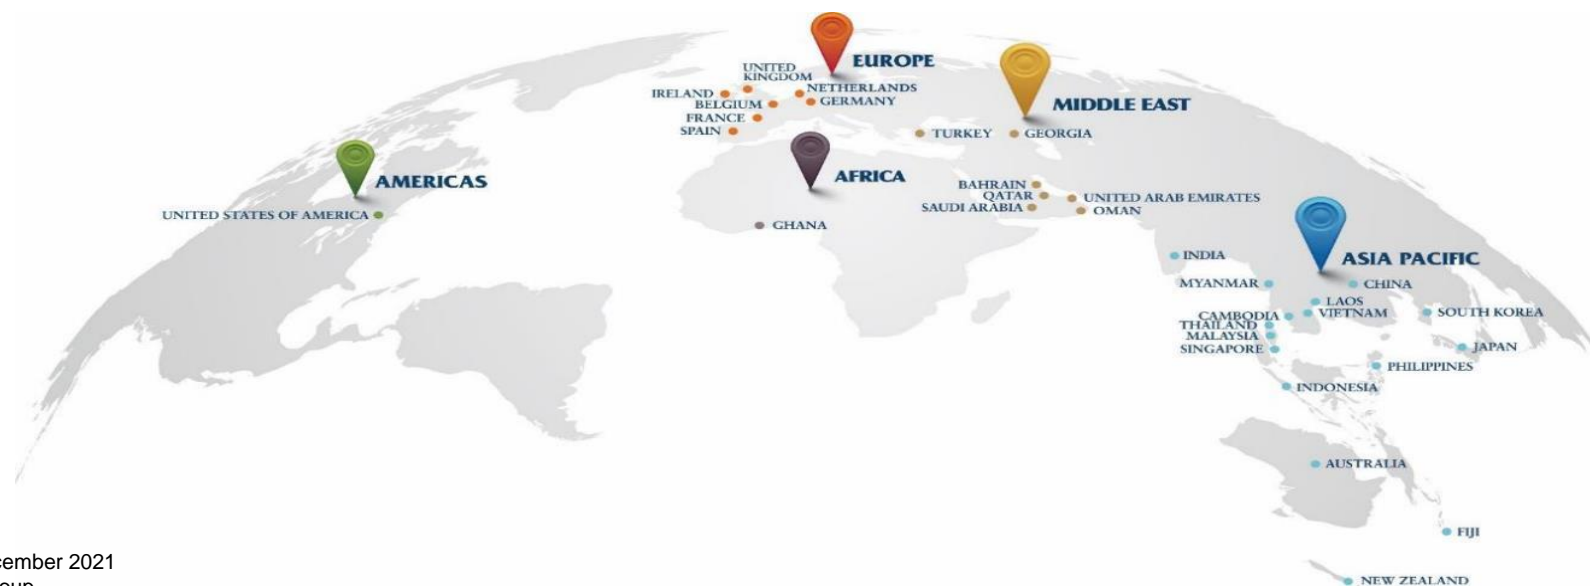 EUROPE
UNITED
KINGDOM
NETHERLANDS
IRELAND
BELGIUM
GERMANY
FRANCE
SPAIN
MIDDLE EAST
TURKEY
GEORGIA
BAHRAIN
QATAR
UNITED ARAB EMIRATES
SAUDI ARABIA
OMAN
AFRICA
GHANA
AMERICAS
UNITED STATES OF AMERICA
ASIA PACIFIC
INDIA
MYANMAR
CHINA
LAOS
CAMBODIA
VIETNAM
SOUTH KOREA
THAILAND
MALAYSIA
SINGAPORE
JAPAN
PHILIPPINES
INDONESIA
AUSTRALIA
FIJI
NEW ZEALAND
cember 2021